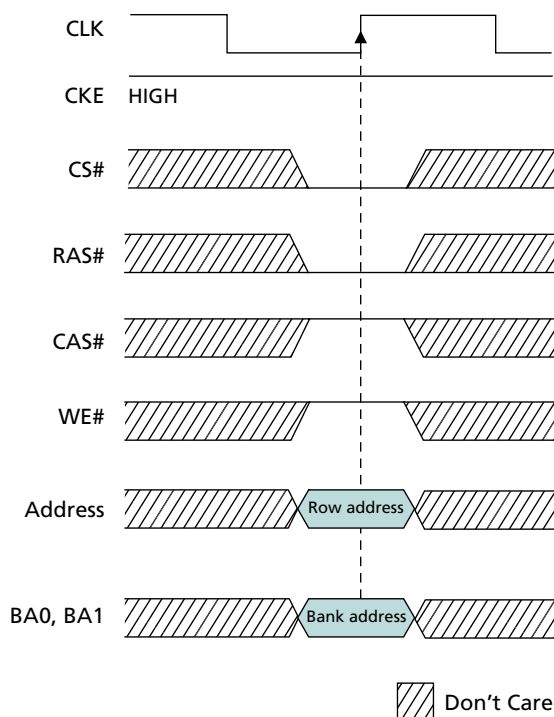 CLK
CKE HIGH
CS#
RAS#
CAS#
WE#
Address Row address
BA0, BA1 Bank address
Don't Care